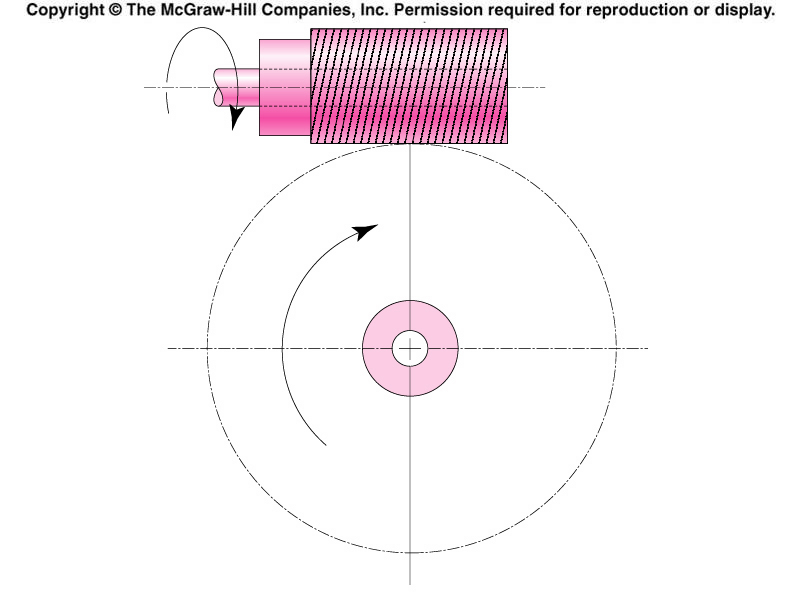 Copyright © The McGraw-Hill Companies, Inc. Permission required for reproduction or display.